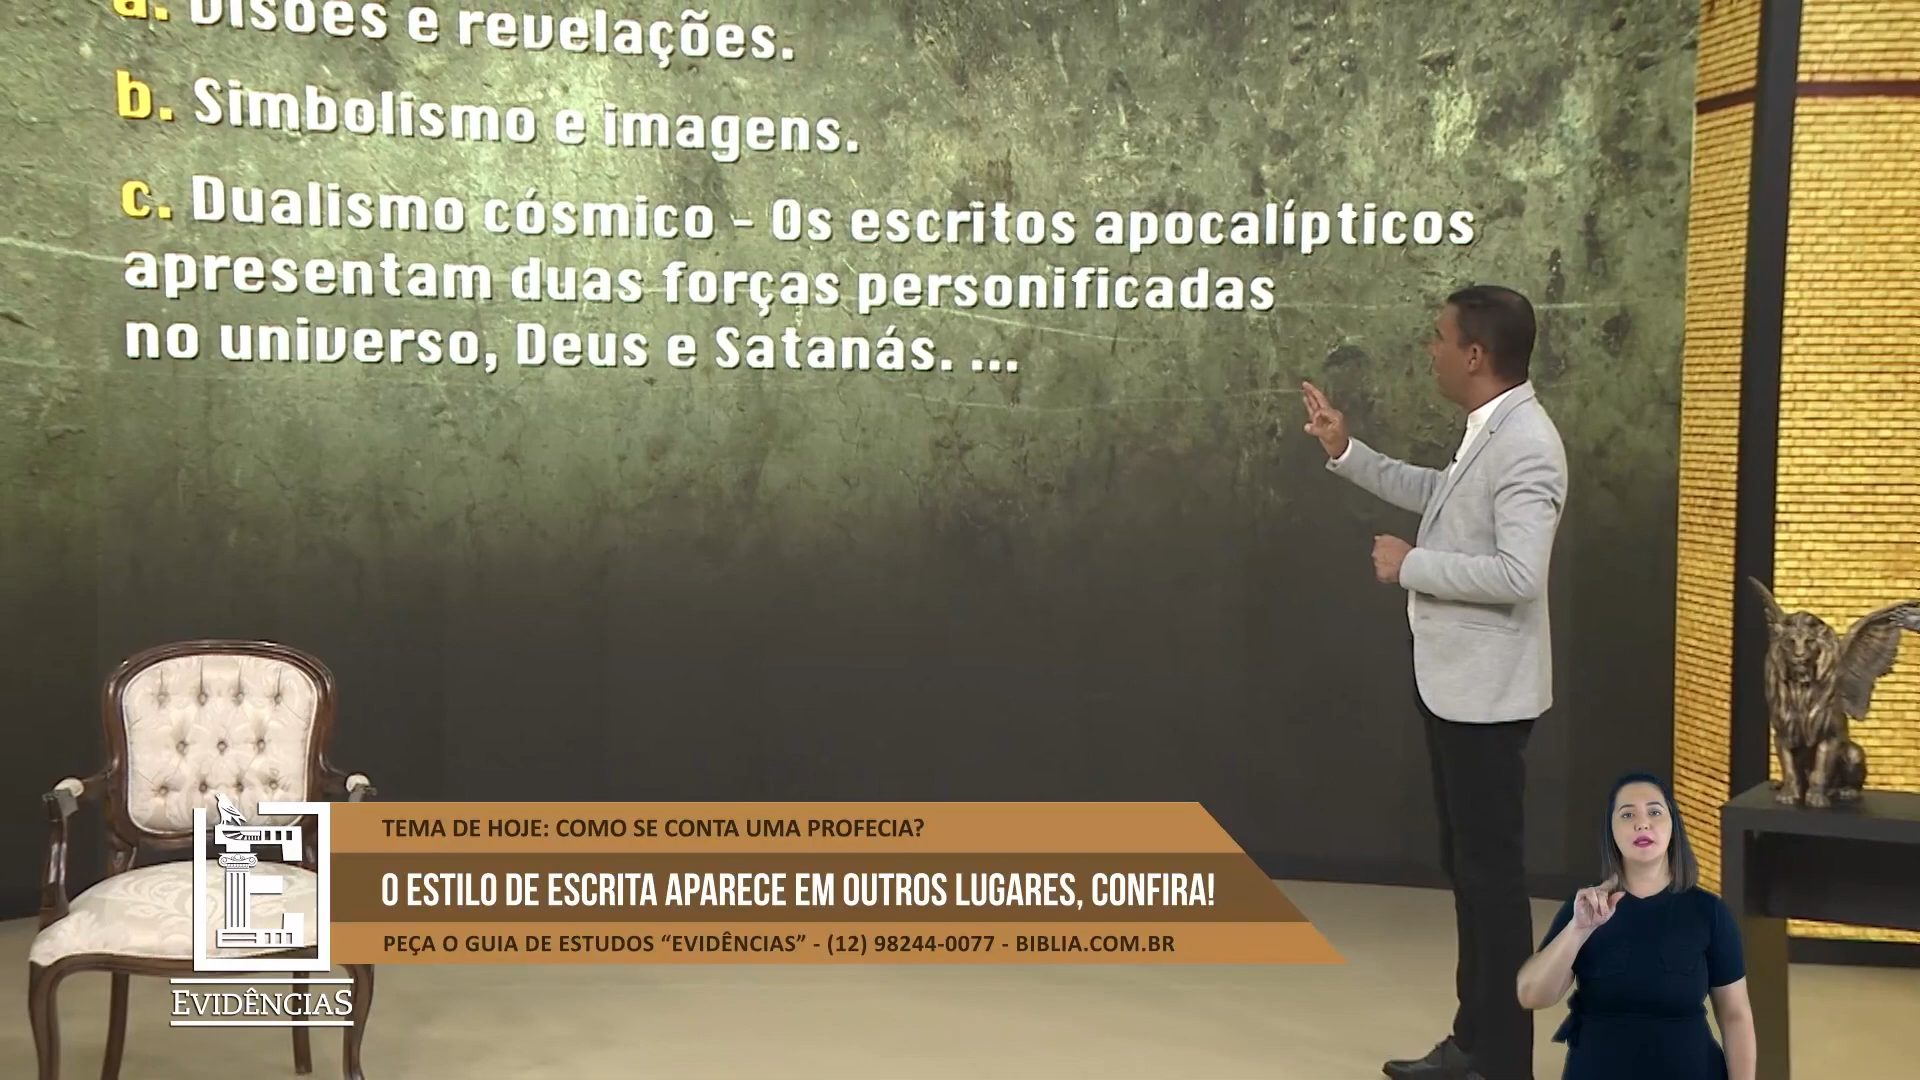 a. Visões e revelações.
b. Simbolismo e imagens.
c. Dualismo cósmico - Os escritos apocalípticos
apresentam duas forças personificadas
no universo, Deus e Satanás. ...
TEMA DE HOJE: COMO SE CONTA UMA PROFECIA?
O ESTILO DE ESCRITA APARECE EM OUTROS LUGARES, CONFIRA!
PEÇA O GUIA DE ESTUDOS “EVIDÊNCIAS” - (12) 98244-0077 - BIBLIA.COM.BR
E
EVIDÊNCIAS